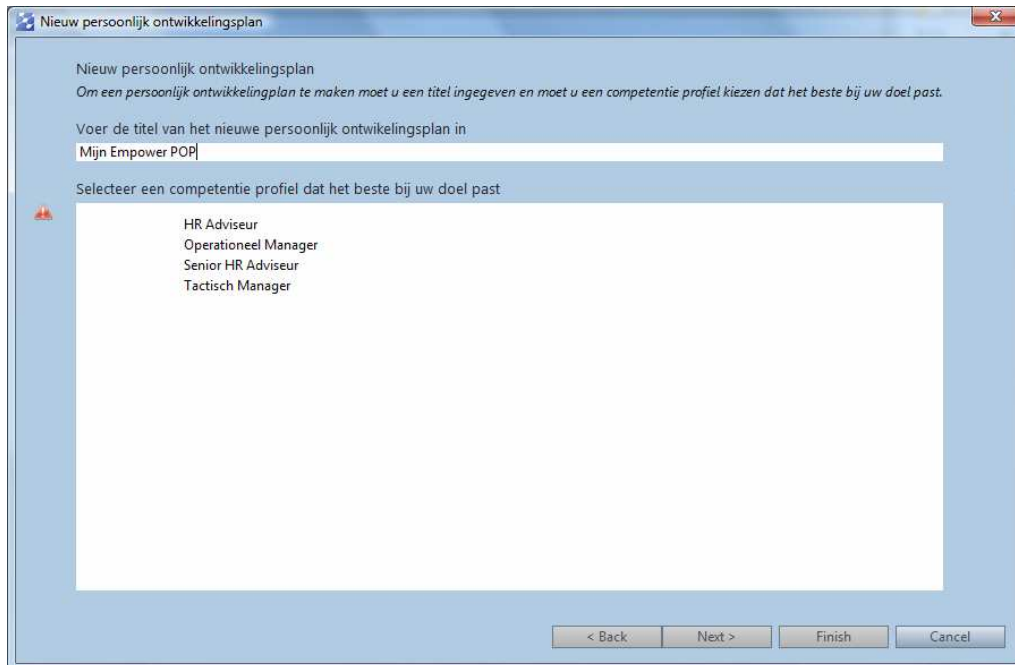 Nieuw persoonlijk ontwikkelingsplan
Nieuw persoonlijk ontwikkelingsplan
Om een persoonlijk ontwikkelingplan te maken moet u een titel ingegeven en moet u een competentie profiel kiezen dat het beste bij uw doel past.
Voer de titel van het nieuwe persoonlijk ontwikelingsplan in
Mijn Empower POP
Selecteer een competentie profiel dat het beste bij uw doel past
HR Adviseur
Operationeel Manager
Senior HR Adviseur
Tactisch Manager
< Back Next > Finish Cancel